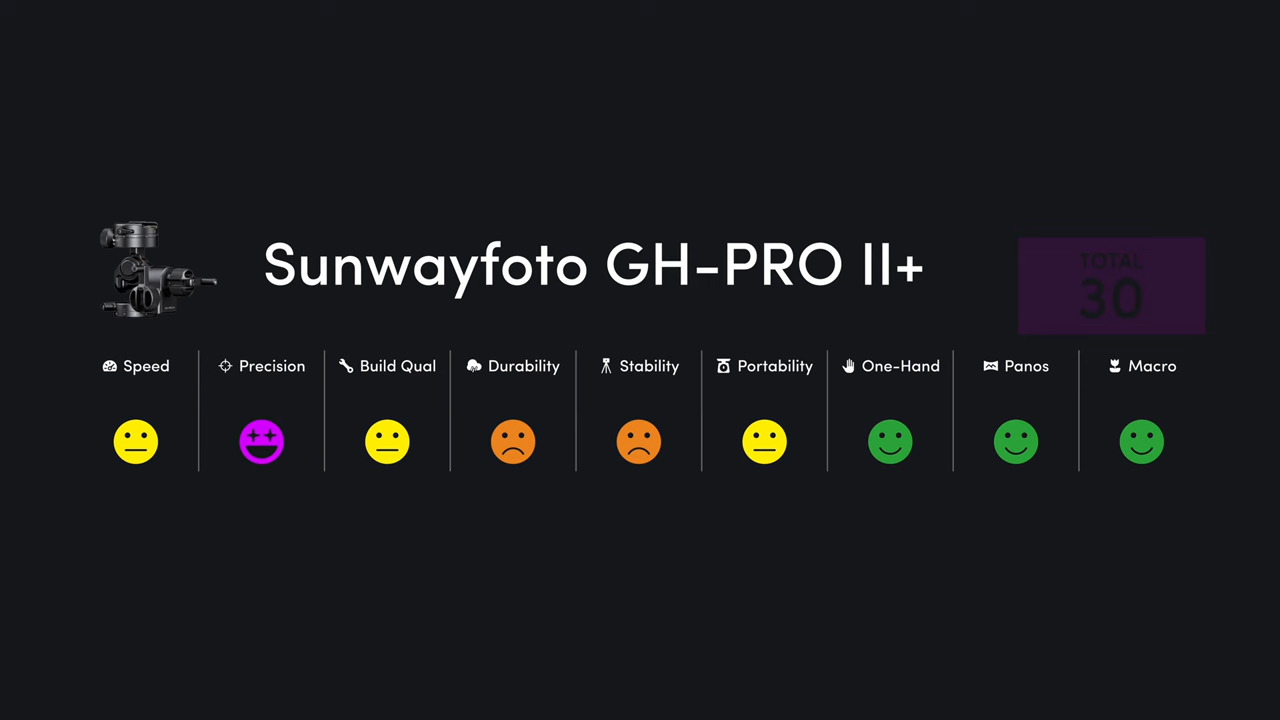 Sunwayfoto GH-PRO II+
TOTAL
30
Speed
Precision
Build Qual
Durability
Stability
Portability
One-Hand
Panos
Macro